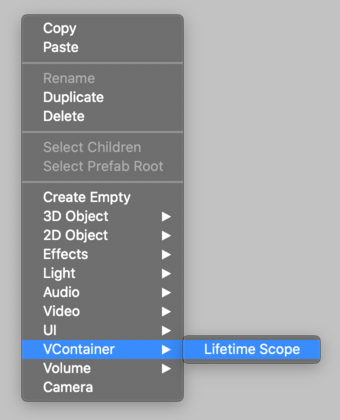 Copy
Paste
Rename
Duplicate
Delete
Select Children
Select Prefab Root
Create Empty
3D Object
2D Object
Effects
Light
Audio
Video
UI
VContainer
Lifetime Scope
Volume
Camera